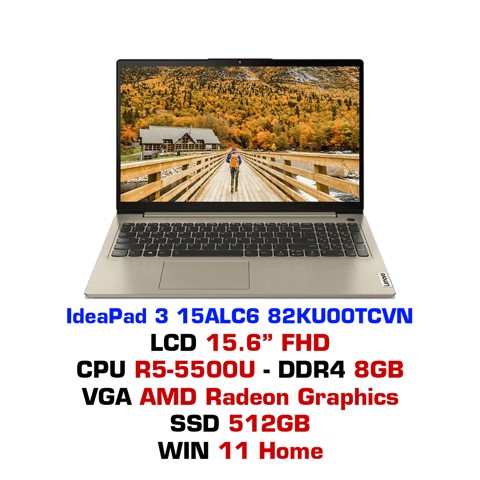 Lenovo
IdeaPad 3 15ALC6 82KU00TCVN
LCD 15.6” FHD
CPU R5-5500U - DDR4 8GB
VGA AMD Radeon Graphics
SSD 512GB
WIN 11 Home